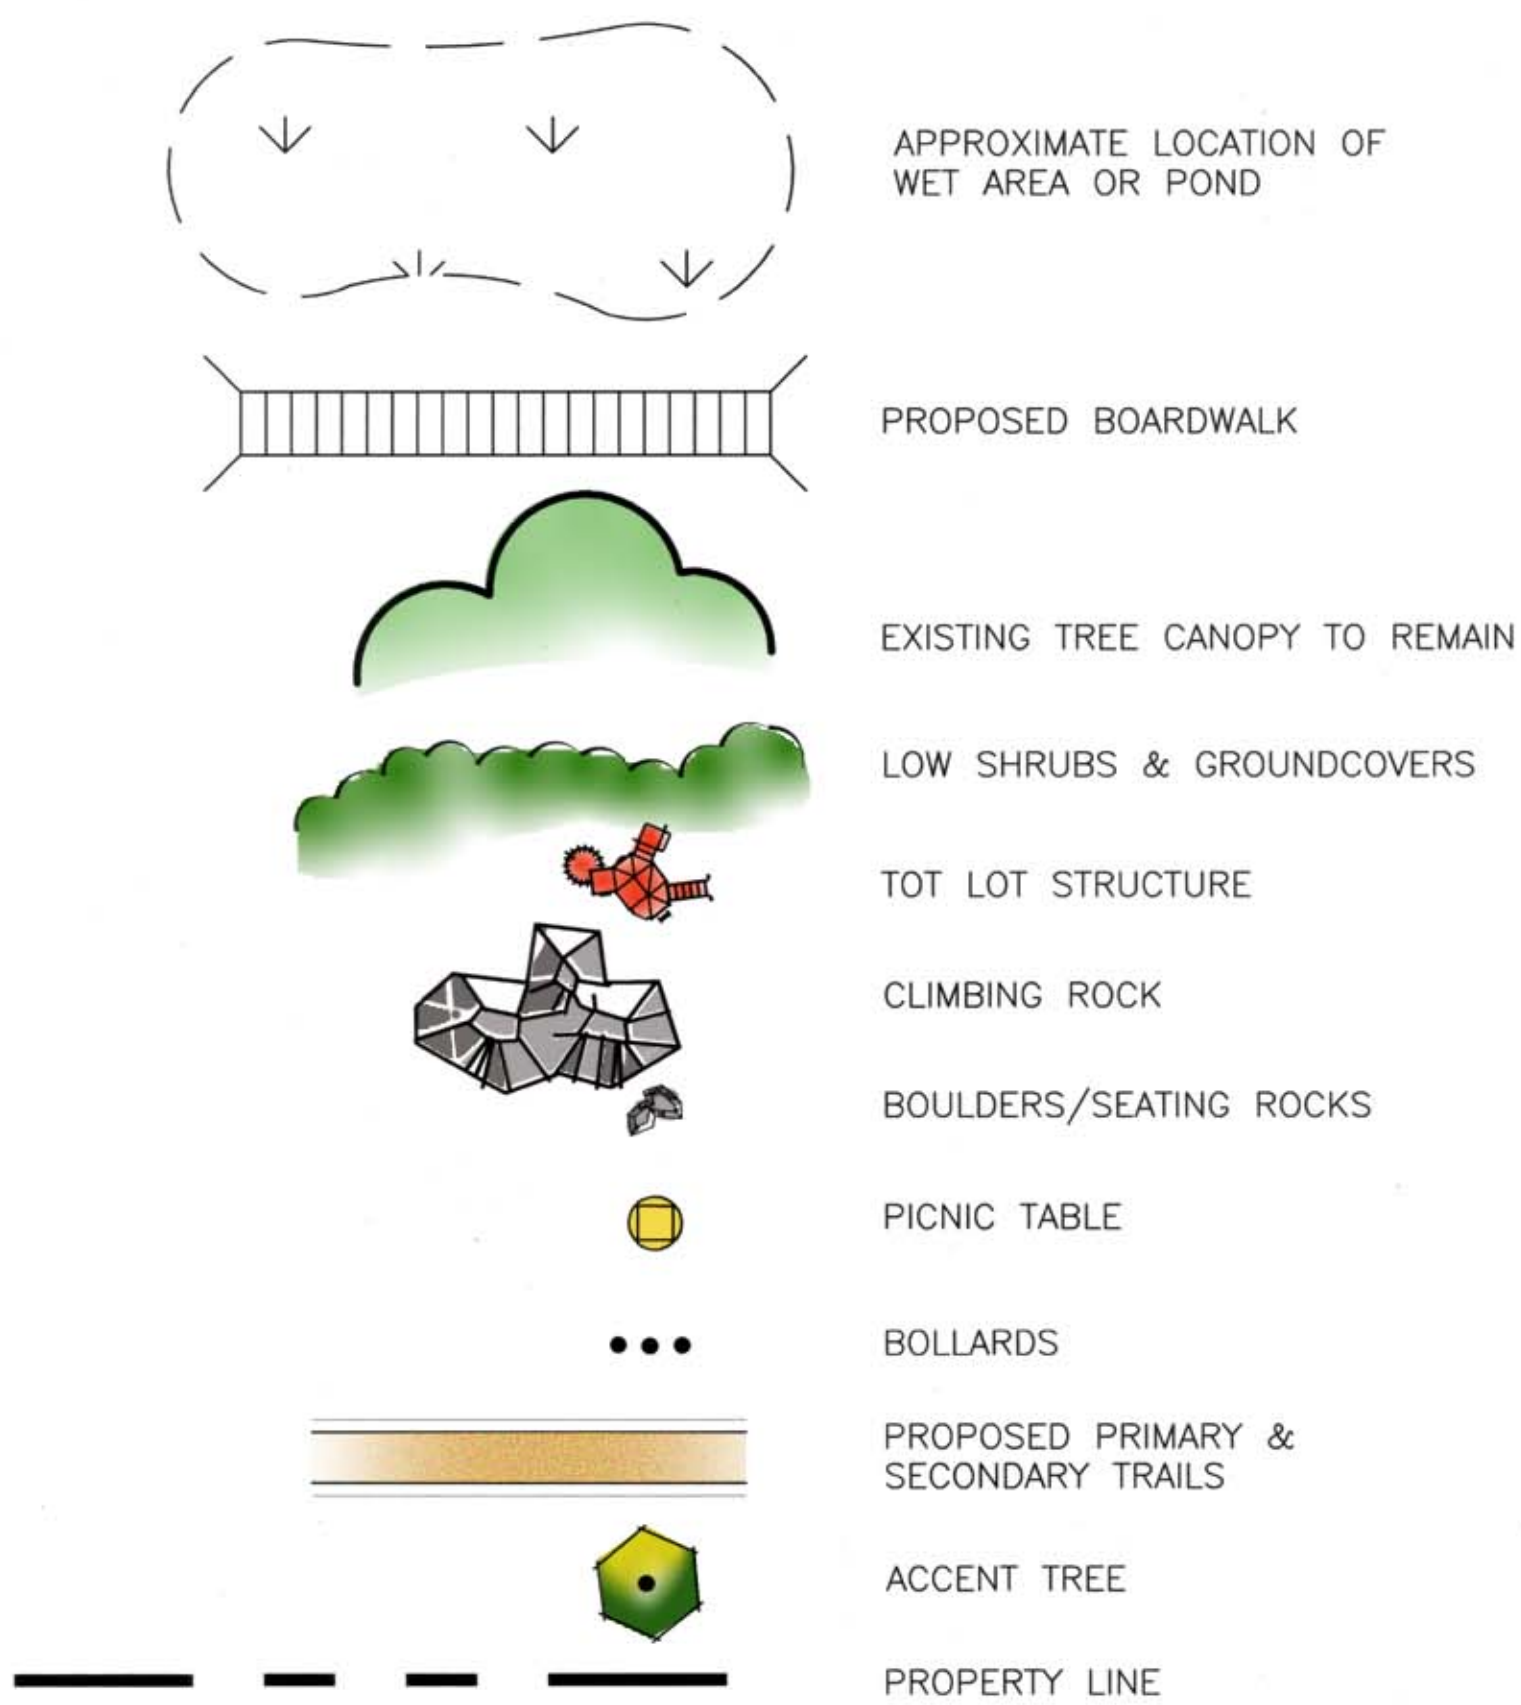 APPROXIMATE LOCATION OF
WET AREA OR POND
PROPOSED BOARDWALK
EXISTING TREE CANOPY TO REMAIN
LOW SHRUBS & GROUNDCOVERS
TOT LOT STRUCTURE
CLIMBING ROCK
BOULDERS/SEATING ROCKS
PICNIC TABLE
BOLLARDS
PROPOSED PRIMARY &
SECONDARY TRAILS
ACCENT TREE
PROPERTY LINE